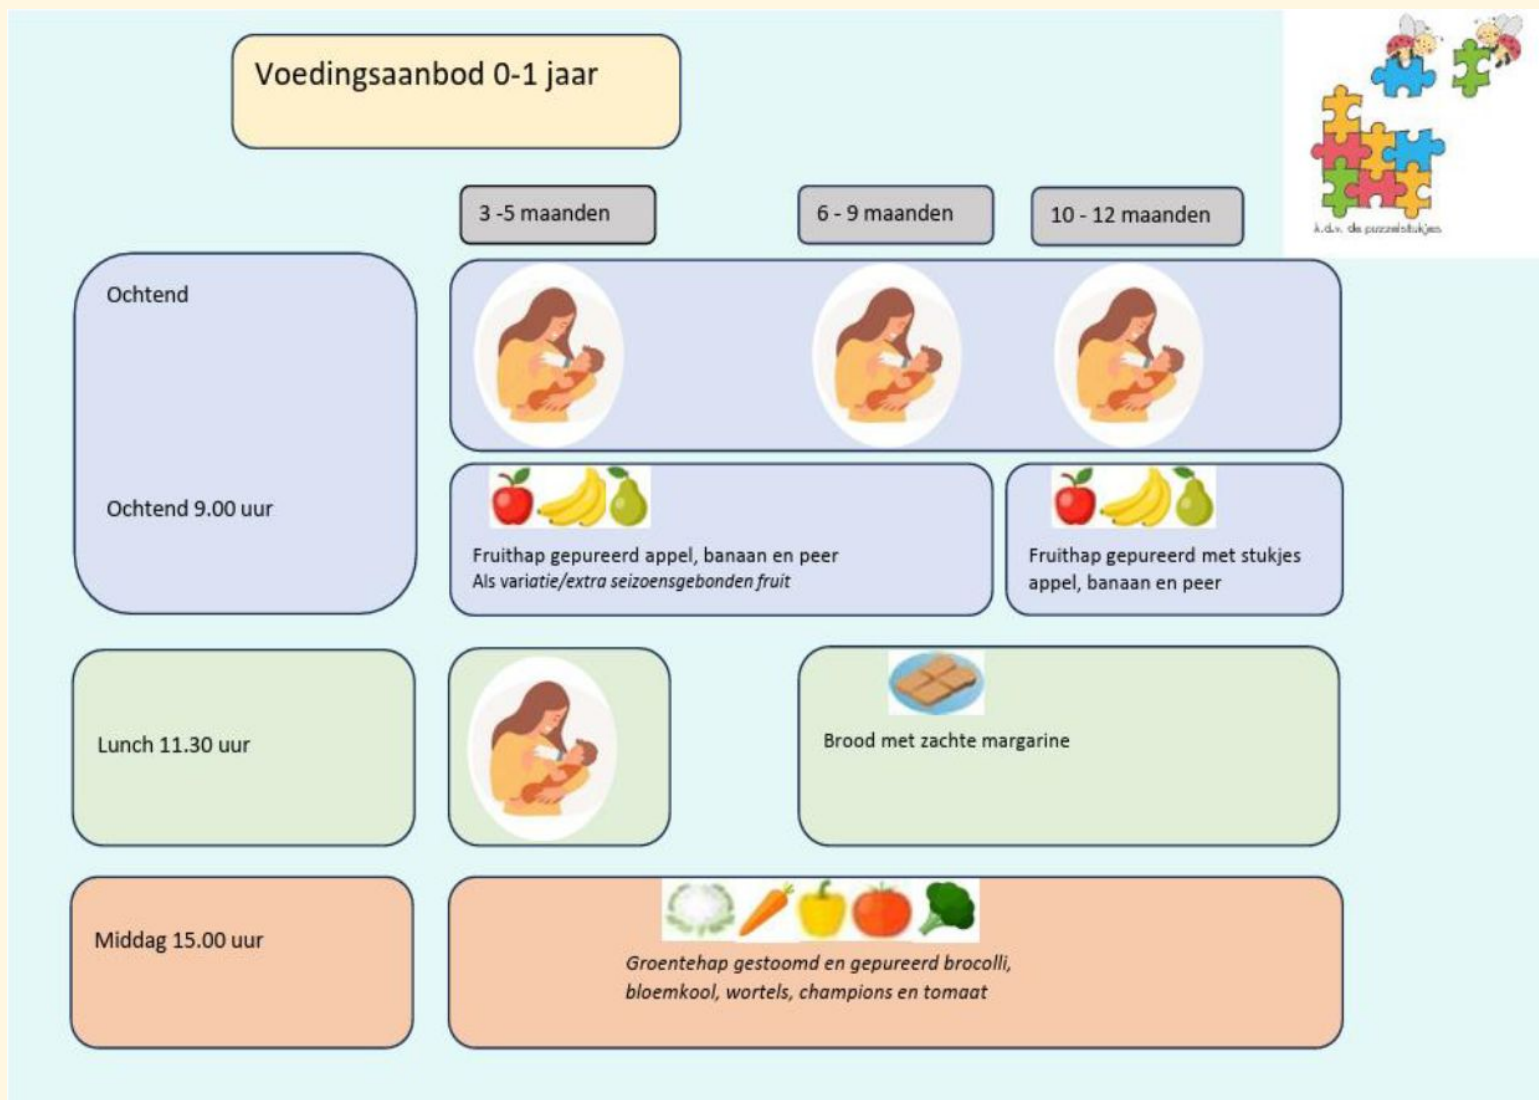 Voedingsaanbod 0-1 jaar
k.d.v. de puzzelstukjes
3 -5 maanden
6 - 9 maanden
10 - 12 maanden
Ochtend
Ochtend 9.00 uur
Fruithap gepureerd appel, banaan en peer
Als variatie/extra seizoensgebonden fruit
Fruithap gepureerd met stukjes
appel, banaan en peer
Lunch 11.30 uur
Brood met zachte margarine
Middag 15.00 uur
Groentehap gestoomd en gepureerd brocolli,
bloemkool, wortels, champions en tomaat